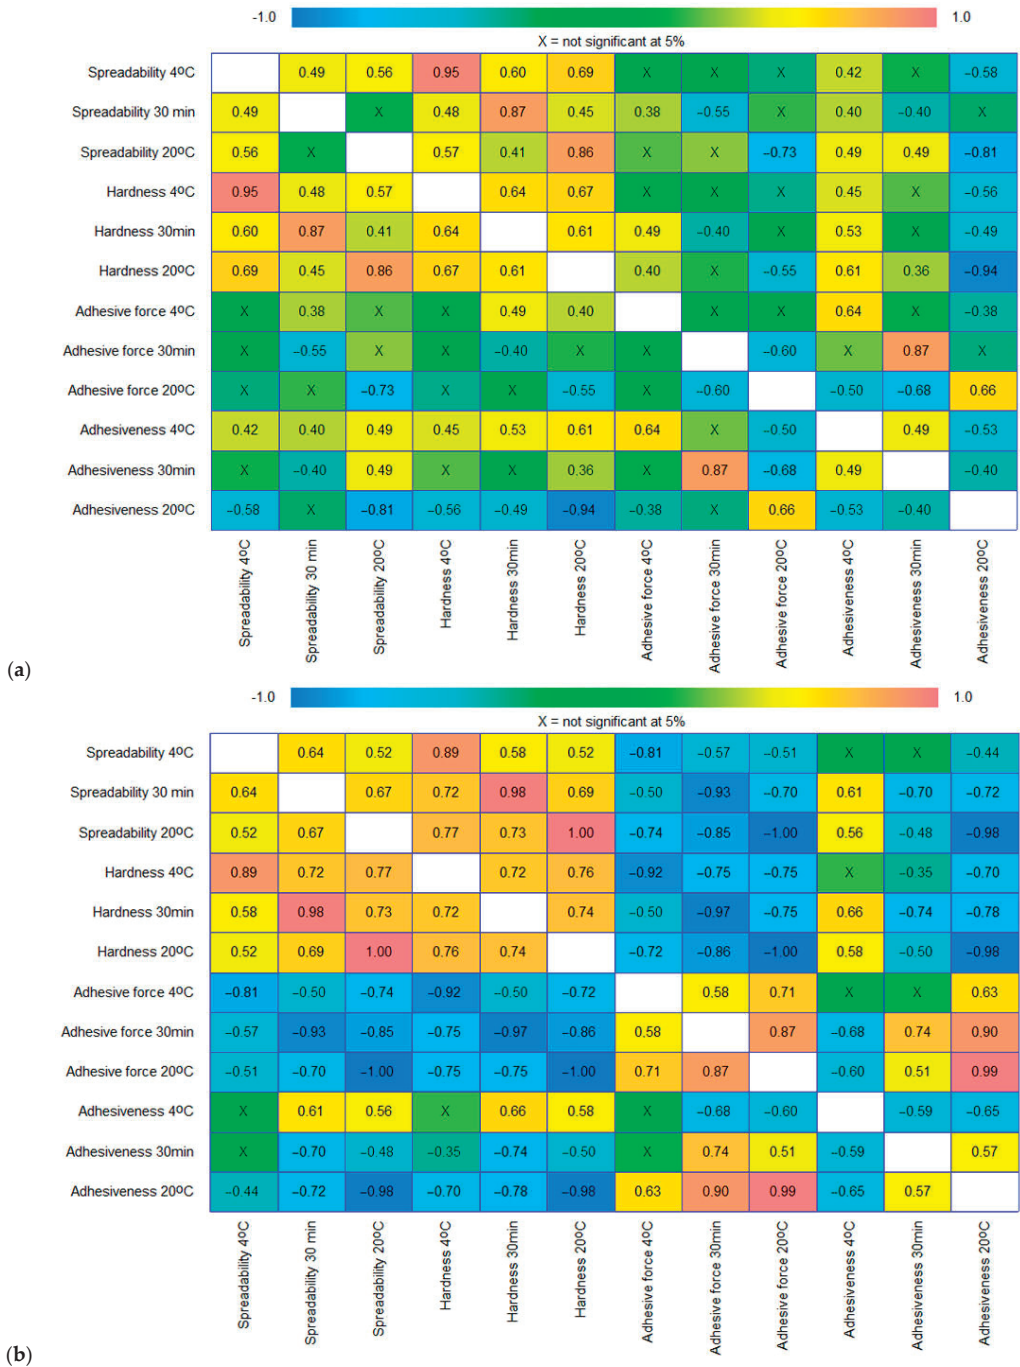 (a)
-1.0 1.0
X = not significant at 5%
Spreadability 4ºC 0.49 0.56 0.95 0.60 0.69 X X X 0.42 X −0.58
Spreadability 30 min 0.49 X 0.48 0.87 0.45 0.38 −0.55 X 0.40 −0.40 X
Spreadability 20ºC 0.56 X 0.57 0.41 0.86 X X −0.73 0.49 0.49 −0.81
Hardness 4ºC 0.95 0.48 0.57 0.64 0.67 X X X 0.45 X −0.56
Hardness 30min 0.60 0.87 0.41 0.64 0.61 0.49 −0.40 X 0.53 X −0.49
Hardness 20ºC 0.69 0.45 0.86 0.67 0.61 0.40 X −0.55 0.61 0.36 −0.94
Adhesive force 4ºC X 0.38 X X 0.49 0.40 X X 0.64 X −0.38
Adhesive force 30min X −0.55 X X −0.40 X X −0.60 X 0.87 X
Adhesive force 20ºC X X −0.73 X X −0.55 X −0.60 −0.50 −0.68 0.66
Adhesiveness 4ºC 0.42 0.40 0.49 0.45 0.53 0.61 0.64 X −0.50 0.49 −0.53
Adhesiveness 30min X −0.40 0.49 X X 0.36 X 0.87 −0.68 0.49 −0.40
Adhesiveness 20ºC −0.58 X −0.81 −0.56 −0.49 −0.94 −0.38 X 0.66 −0.53 −0.40
Spreadability 4ºC
Spreadability 30 min
Spreadability 20ºC
Hardness 4ºC
Hardness 30min
Hardness 20ºC
Adhesive force 4ºC
Adhesive force 30min
Adhesive force 20ºC
Adhesiveness 4ºC
Adhesiveness 30min
Adhesiveness 20ºC
(b)
-1.0 1.0
X = not significant at 5%
Spreadability 4ºC 0.64 0.52 0.89 0.58 0.52 −0.81 −0.57 −0.51 X X −0.44
Spreadability 30 min 0.64 0.67 0.72 0.98 0.69 −0.50 −0.93 −0.70 0.61 −0.70 −0.72
Spreadability 20ºC 0.52 0.67 0.77 0.73 1.00 −0.74 −0.85 −1.00 0.56 −0.48 −0.98
Hardness 4ºC 0.89 0.72 0.77 0.72 0.76 −0.92 −0.75 −0.75 X −0.35 −0.70
Hardness 30min 0.58 0.98 0.73 0.72 0.74 −0.50 −0.97 −0.75 0.66 −0.74 −0.78
Hardness 20ºC 0.52 0.69 1.00 0.76 0.74 −0.72 −0.86 −1.00 0.58 −0.50 −0.98
Adhesive force 4ºC −0.81 −0.50 −0.74 −0.92 −0.50 −0.72 0.58 0.71 X X 0.63
Adhesive force 30min −0.57 −0.93 −0.85 −0.75 −0.97 −0.86 0.58 0.87 −0.68 0.74 0.90
Adhesive force 20ºC −0.51 −0.70 −1.00 −0.75 −0.75 −1.00 0.71 0.87 −0.60 0.51 0.99
Adhesiveness 4ºC X 0.61 0.56 X 0.66 0.58 X −0.68 −0.60 −0.59 −0.65
Adhesiveness 30min X −0.70 −0.48 −0.35 −0.74 −0.50 X 0.74 0.51 −0.59 0.57
Adhesiveness 20ºC −0.44 −0.72 −0.98 −0.70 −0.78 −0.98 0.63 0.90 0.99 −0.65 0.57
Spreadability 4ºC
Spreadability 30 min
Spreadability 20ºC
Hardness 4ºC
Hardness 30min
Hardness 20ºC
Adhesive force 4ºC
Adhesive force 30min
Adhesive force 20ºC
Adhesiveness 4ºC
Adhesiveness 30min
Adhesiveness 20ºC